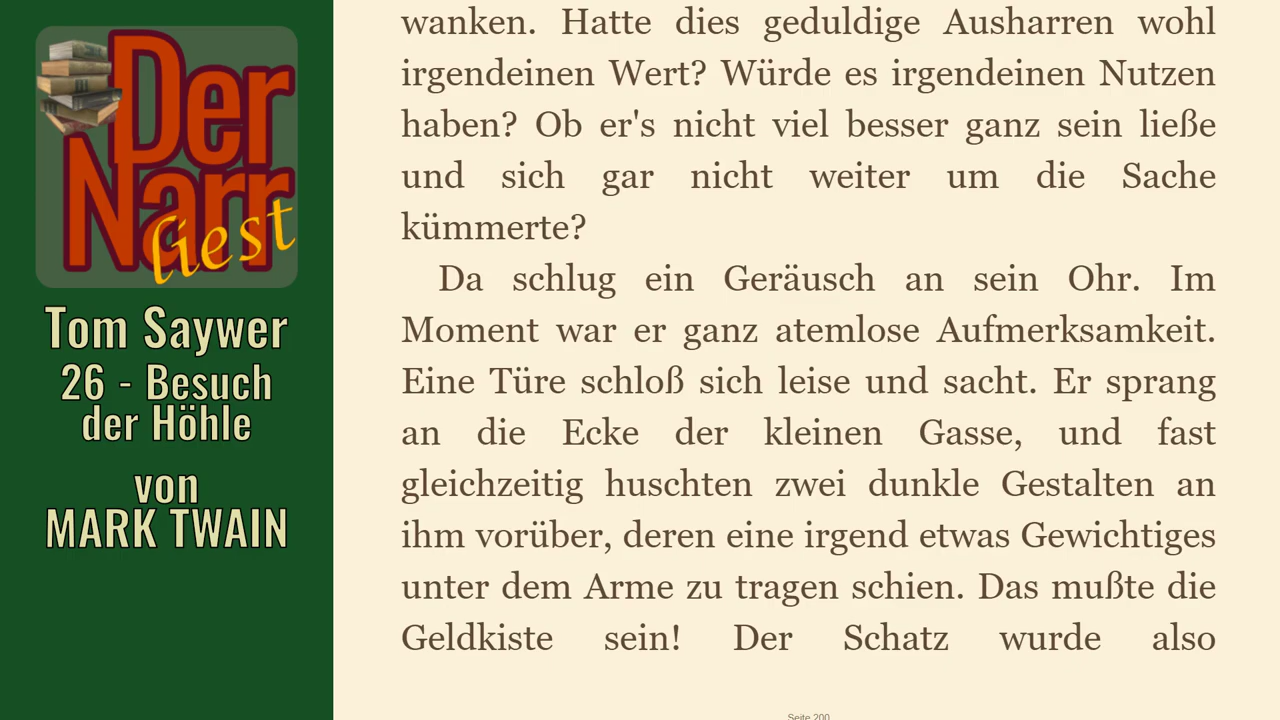 Der
Narr
liest
Tom Saywer
26 - Besuch
der Höhle
von
MARK TWAIN
wanken. Hatte dies geduldige Ausharren wohl
irgendeinen Wert? Würde es irgendeinen Nutzen
haben? Ob er's nicht viel besser ganz sein ließe
und sich gar nicht weiter um die Sache
kümmerte?
Da schlug ein Geräusch an sein Ohr. Im
Moment war er ganz atemlose Aufmerksamkeit.
Eine Türe schloß sich leise und sacht. Er sprang
an die Ecke der kleinen Gasse, und fast
gleichzeitig huschten zwei dunkle Gestalten an
ihm vorüber, deren eine irgend etwas Gewichtiges
unter dem Arme zu tragen schien. Das mußte die
Geldkiste sein! Der Schatz wurde also
Seite 200